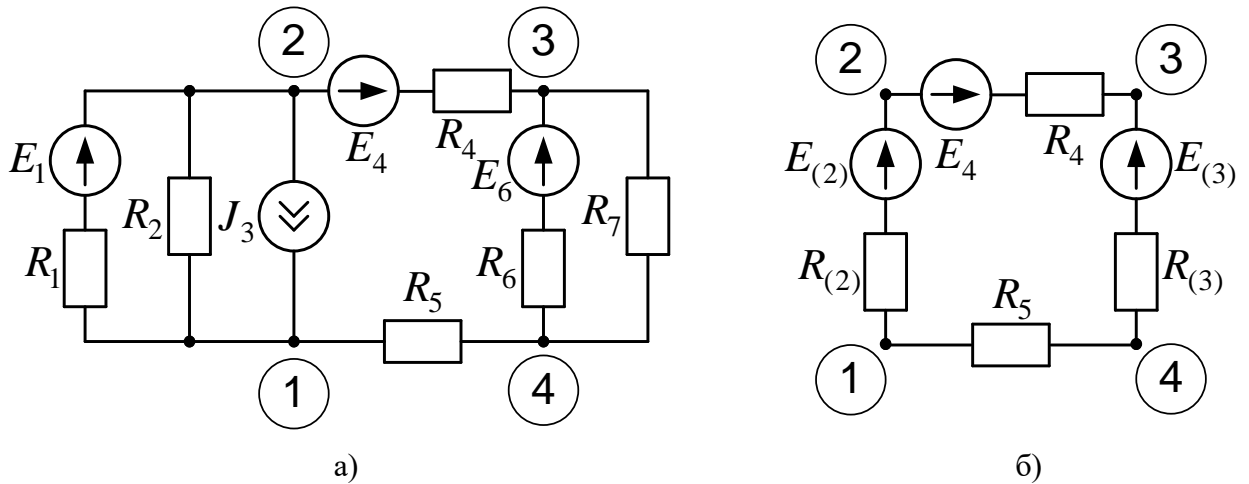 2 3 2 3
E₁ R₂ J₃ E₄ R₄ E₆ R₇ E₍₂₎ E₄ R₄ E₍₃₎
R₁ R₅ R₆ R₍₂₎ R₅ R₍₃₎
1 4 1 4
а) б)